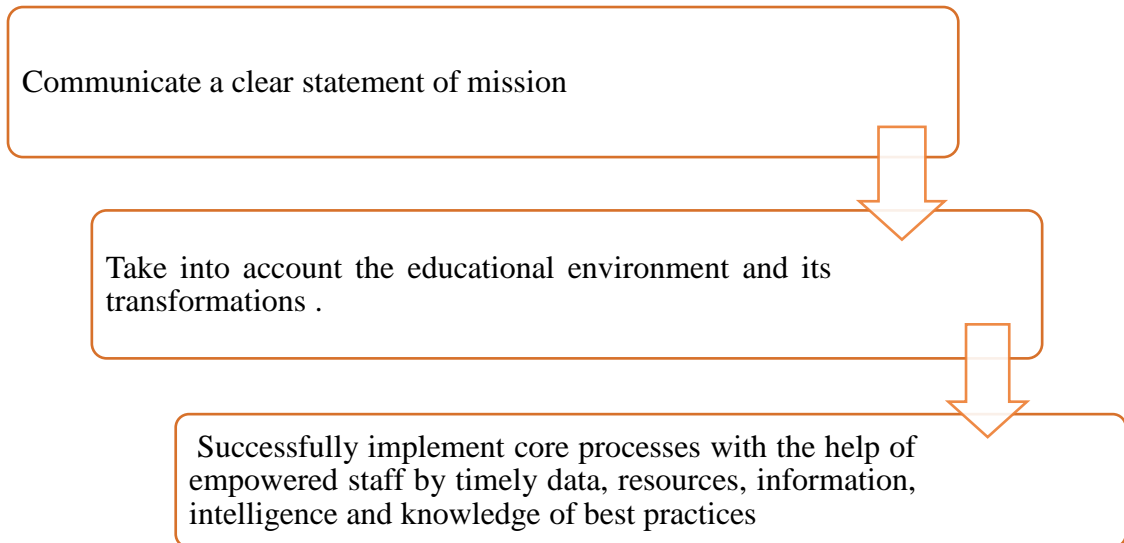 Communicate a clear statement of mission
Take into account the educational environment and its
transformations .
Successfully implement core processes with the help of
empowered staff by timely data, resources, information,
intelligence and knowledge of best practices